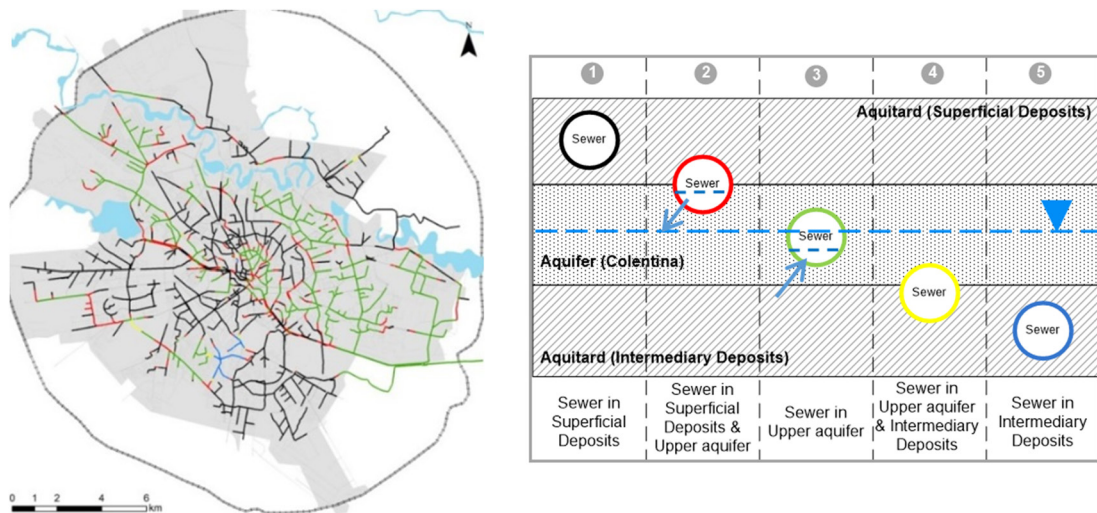 N
0 1 2 4 6
km
1 2 3 4 5
Aquitard (Superficial Deposits)
Sewer
Sewer
Sewer
Aquifer (Colentina)
Sewer
Sewer
Aquitard (Intermediary Deposits)
Sewer in
Superficial
Deposits
Sewer in
Superficial
Deposits &
Upper aquifer
Sewer in
Upper aquifer
Sewer in
Upper aquifer
& Intermediary
Deposits
Sewer in
Intermediary
Deposits